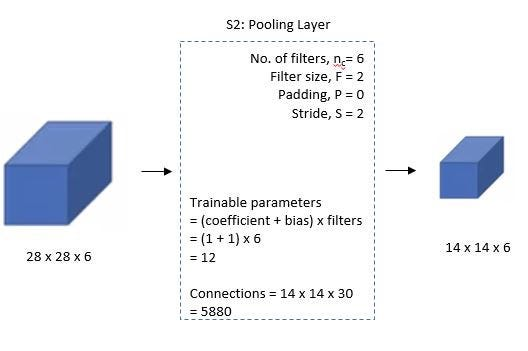 S2: Pooling Layer
No. of filters, nc= 6
Filter size, F = 2
Padding, P = 0
Stride, S = 2
Trainable parameters
= (coefficient + bias) x filters
= (1 + 1) x 6
= 12
Connections = 14 x 14 x 30
= 5880
28 x 28 x 6
14 x 14 x 6